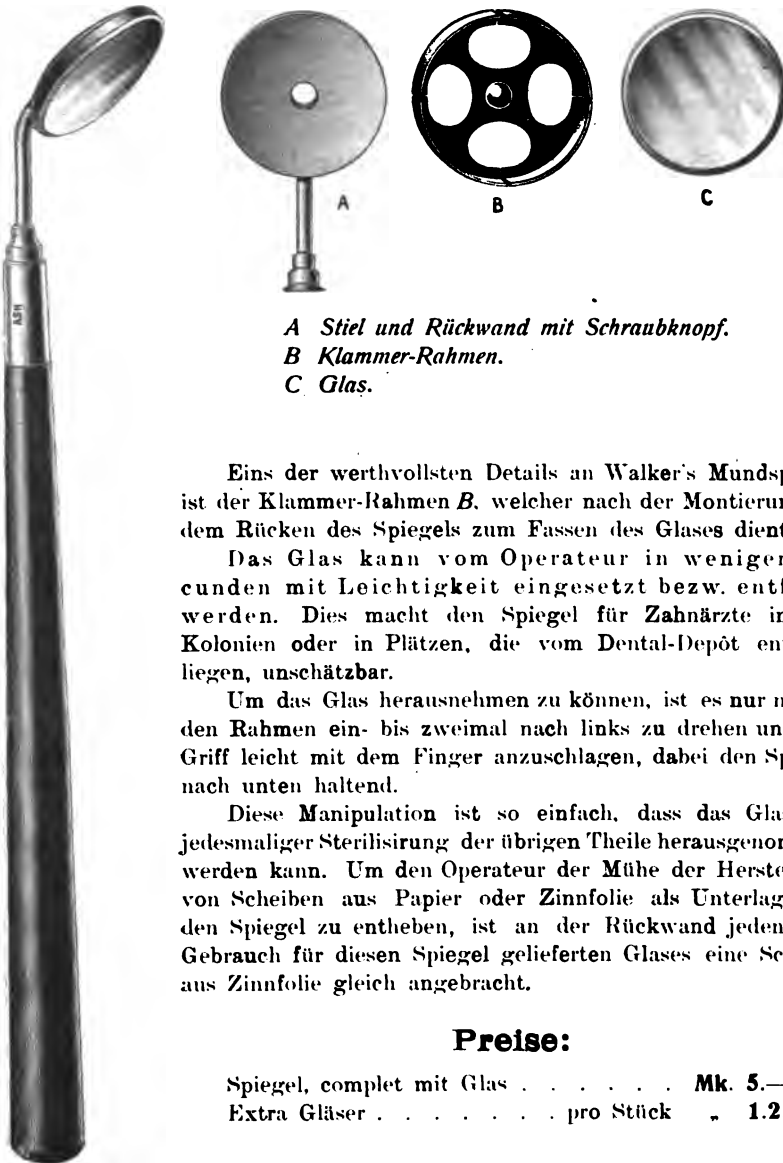 ASH
A
B
C
A Stiel und Rückwand mit Schraubknopf.
B Klammer-Rahmen.
C Glas.
Eins der werthvollsten Details an Walker's Mundsp
ist der Klammer-Rahmen B, welcher nach der Montierun
dem Rücken des Spiegels zum Fassen des Glases dient
Das Glas kann vom Operateur in weniger
cunden mit Leichtigkeit eingesetzt bezw. entf
werden. Dies macht den Spiegel für Zahnärzte in
Kolonien oder in Plätzen, die vom Dental-Depôt en
liegen, unschätzbar.
Um das Glas herausnehmen zu können, ist es nur n
den Rahmen ein- bis zweimal nach links zu drehen un
Griff leicht mit dem Finger anzuschlagen, dabei den Sp
nach unten haltend.
Diese Manipulation ist so einfach, dass das Gla
jedesmaliger Sterilisirung der übrigen Theile herausgenom
werden kann. Um den Operateur der Mühe der Herste
von Scheiben aus Papier oder Zinnfolie als Unterlag
den Spiegel zu entheben, ist an der Rückwand jeden
Gebrauch für diesen Spiegel gelieferten Glases eine Sc
aus Zinnfolie gleich angebracht.
Preise:
Spiegel, complet mit Glas . . . . . . Mk. 5.—
Extra Gläser . . . . . . . pro Stück „ 1.2